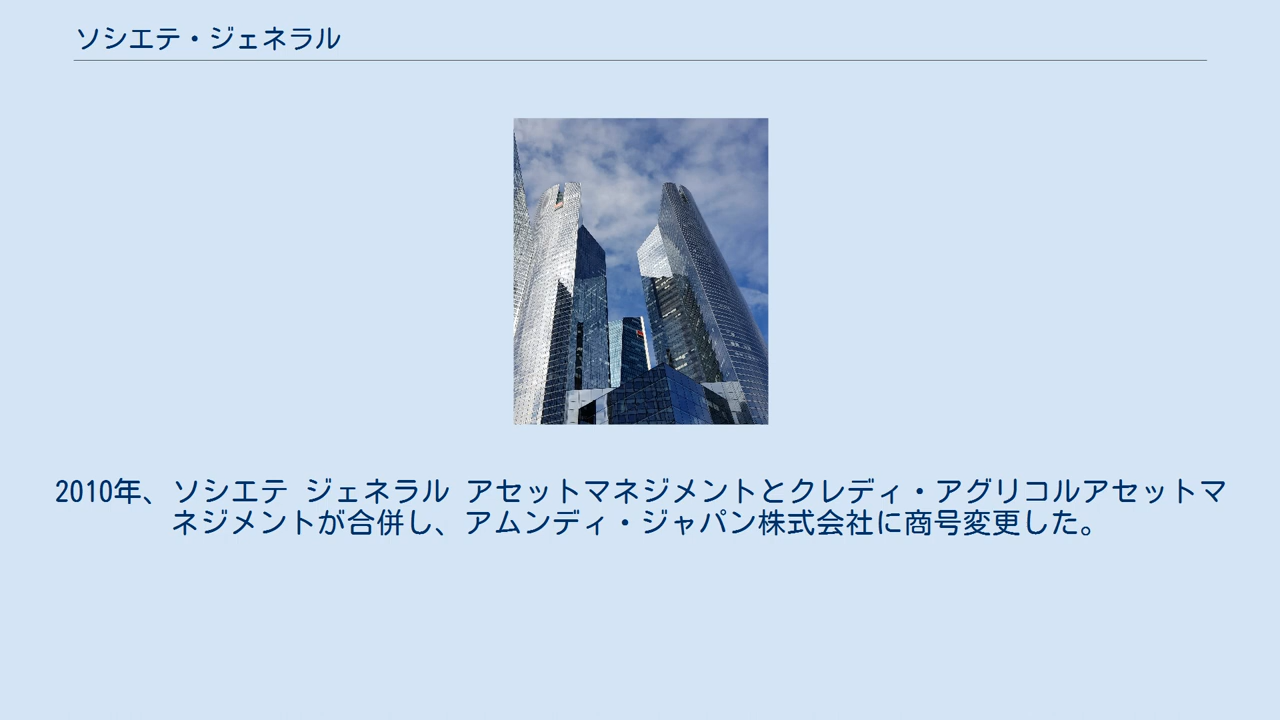 ソシエテ・ジェネラル
2010年、ソシエテ ジェネラル アセットマネジメントとクレディ・アグリコルアセットマ
ネジメントが合併し、アムンディ・ジャパン株式会社に商号変更した。